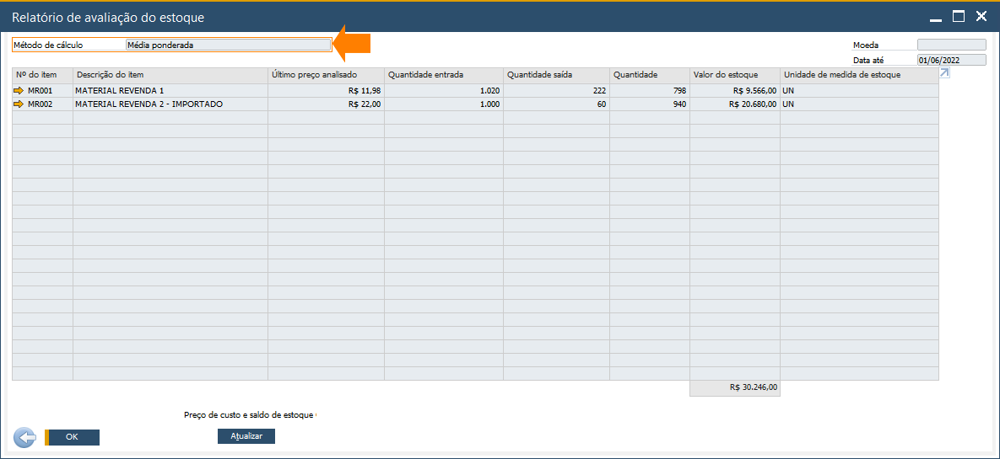 Relatório de avaliação do estoque
Método de cálculo Média ponderada Moeda
Data até 01/06/2022
Nº do item Descrição do item Último preço analisado Quantidade entrada Quantidade saída Quantidade Valor do estoque Unidade de medida de estoque
MR001 MATERIAL REVENDA 1 R$ 11,98 1.020 222 798 R$ 9.566,00 UN
MR002 MATERIAL REVENDA 2 - IMPORTADO R$ 22,00 1.000 60 940 R$ 20.680,00 UN
R$ 30.246,00
Preço de custo e saldo de estoque
OK Atualizar